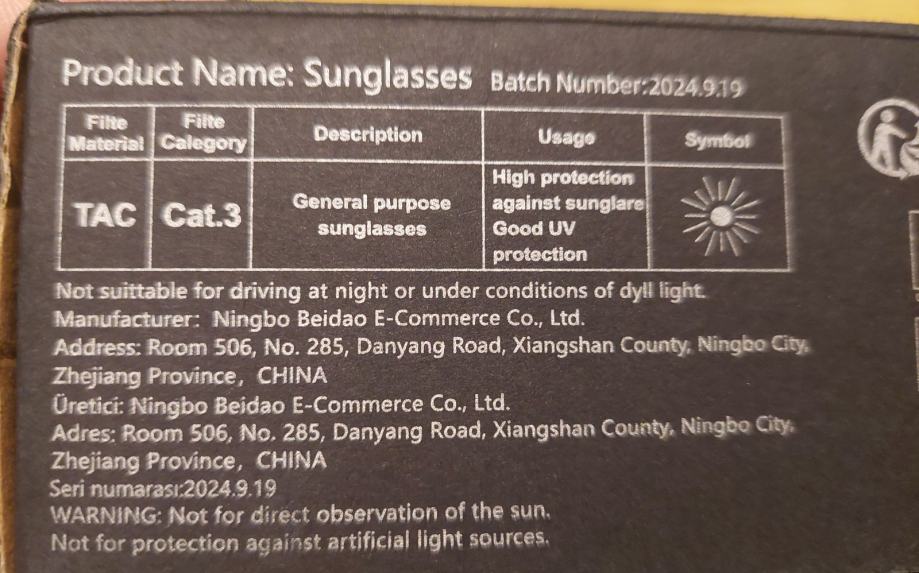 Product Name: Sunglasses Batch Number:2024.9.19
Filte Material Filte Calegory Description Usage Symbol
TAC Cat.3 General purpose sunglasses High protection against sunglare Good UV protection
Not suittable for driving at night or under conditions of dyll light.
Manufacturer: Ningbo Beidao E-Commerce Co., Ltd.
Address: Room 506, No. 285, Danyang Road, Xiangshan County, Ningbo City,
Zhejiang Province, CHINA
Üretici: Ningbo Beidao E-Commerce Co., Ltd.
Adres: Room 506, No. 285, Danyang Road, Xiangshan County, Ningbo City,
Zhejiang Province, CHINA
Seri numarası:2024.9.19
WARNING: Not for direct observation of the sun.
Not for protection against artificial light sources.